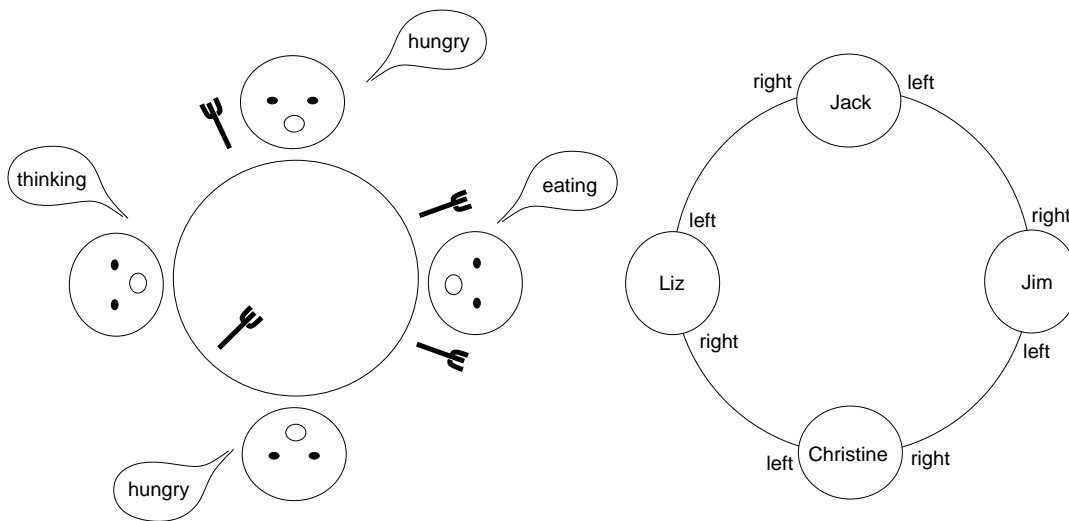 hungry
thinking
eating
hungry
right
Jack
left
left
right
Liz
Jim
right
left
left
Christine
right